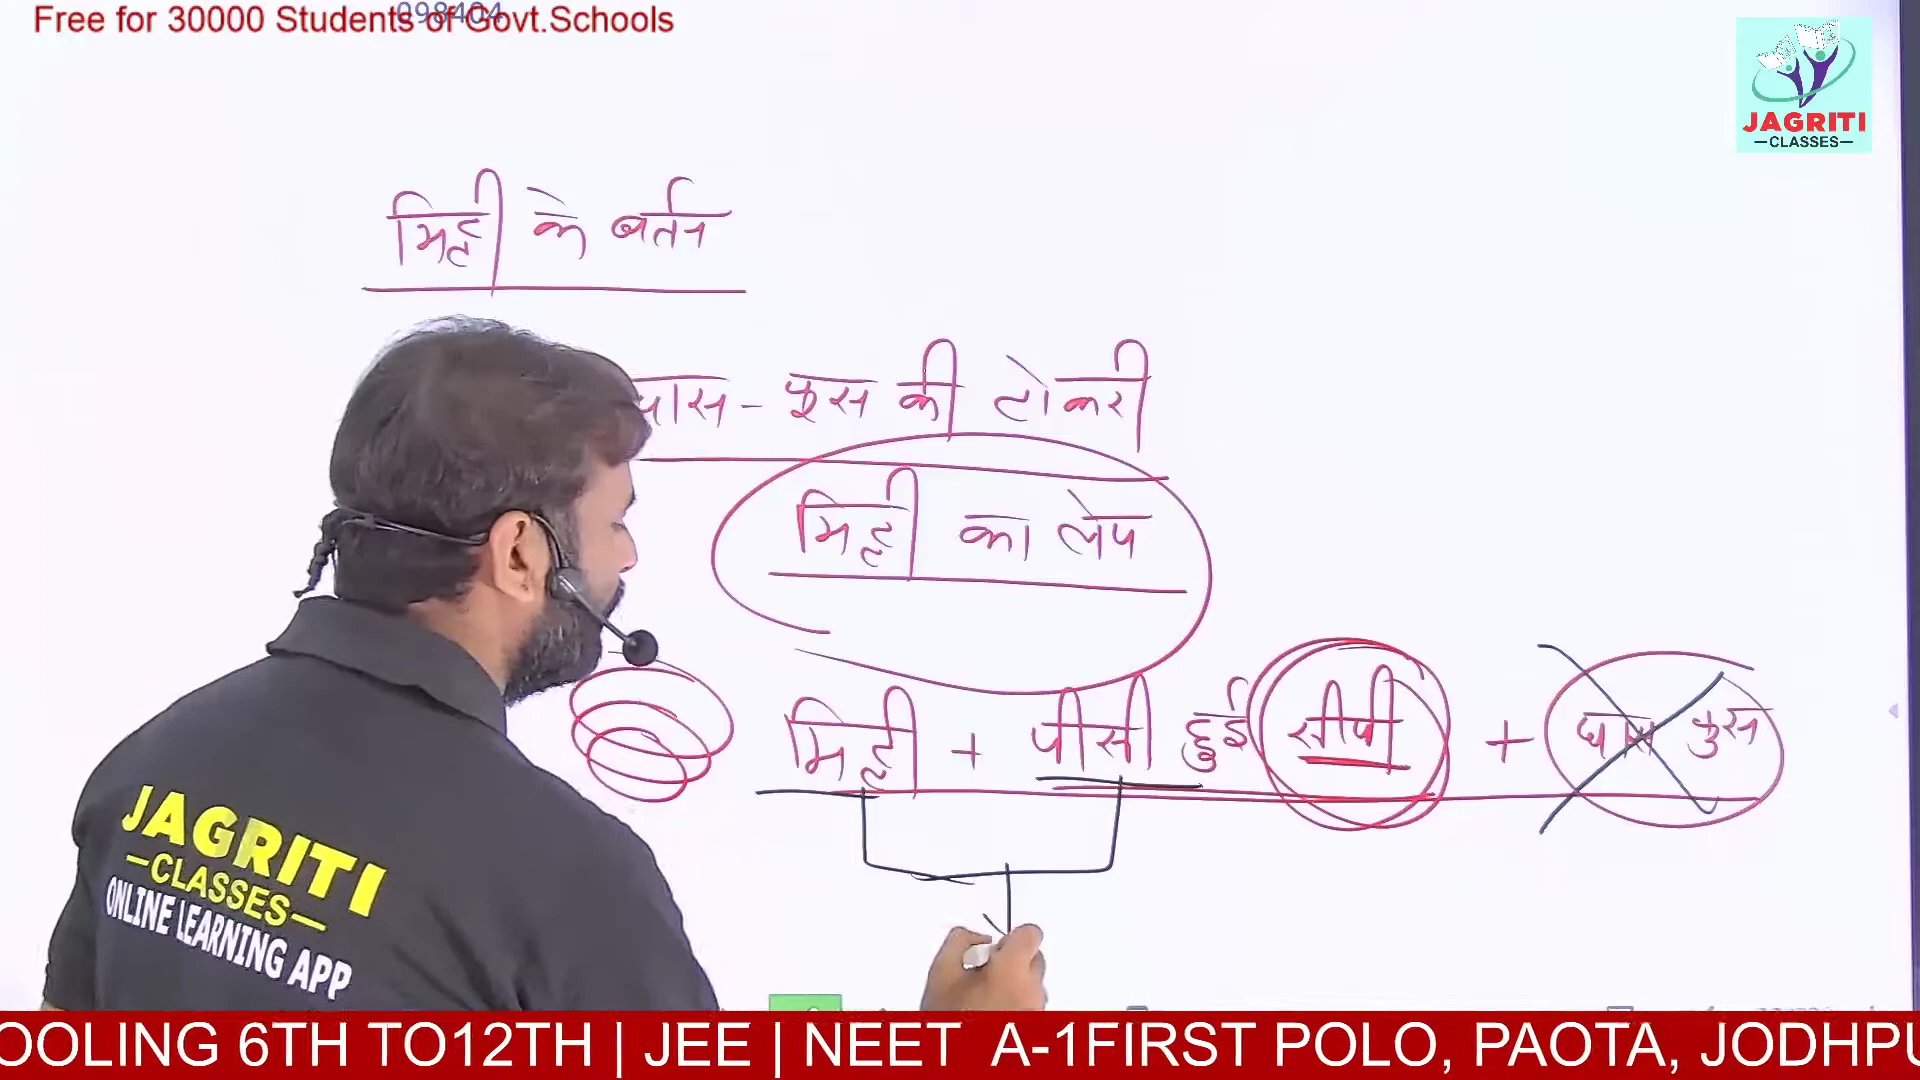 Free for 30000 Students of Govt.Schools
098404
JAGRITI
CLASSES
मिट्टी के बर्तन
घास - फूस की टोकरी
मिट्टी का लेप
मिट्टी + पीसी हुई सीपी + घास फुस
JAGRITI
CLASSES
ONLINE LEARNING APP
OOLING 6TH TO12TH | JEE | NEET A-1FIRST POLO, PAOTA, JODHPU